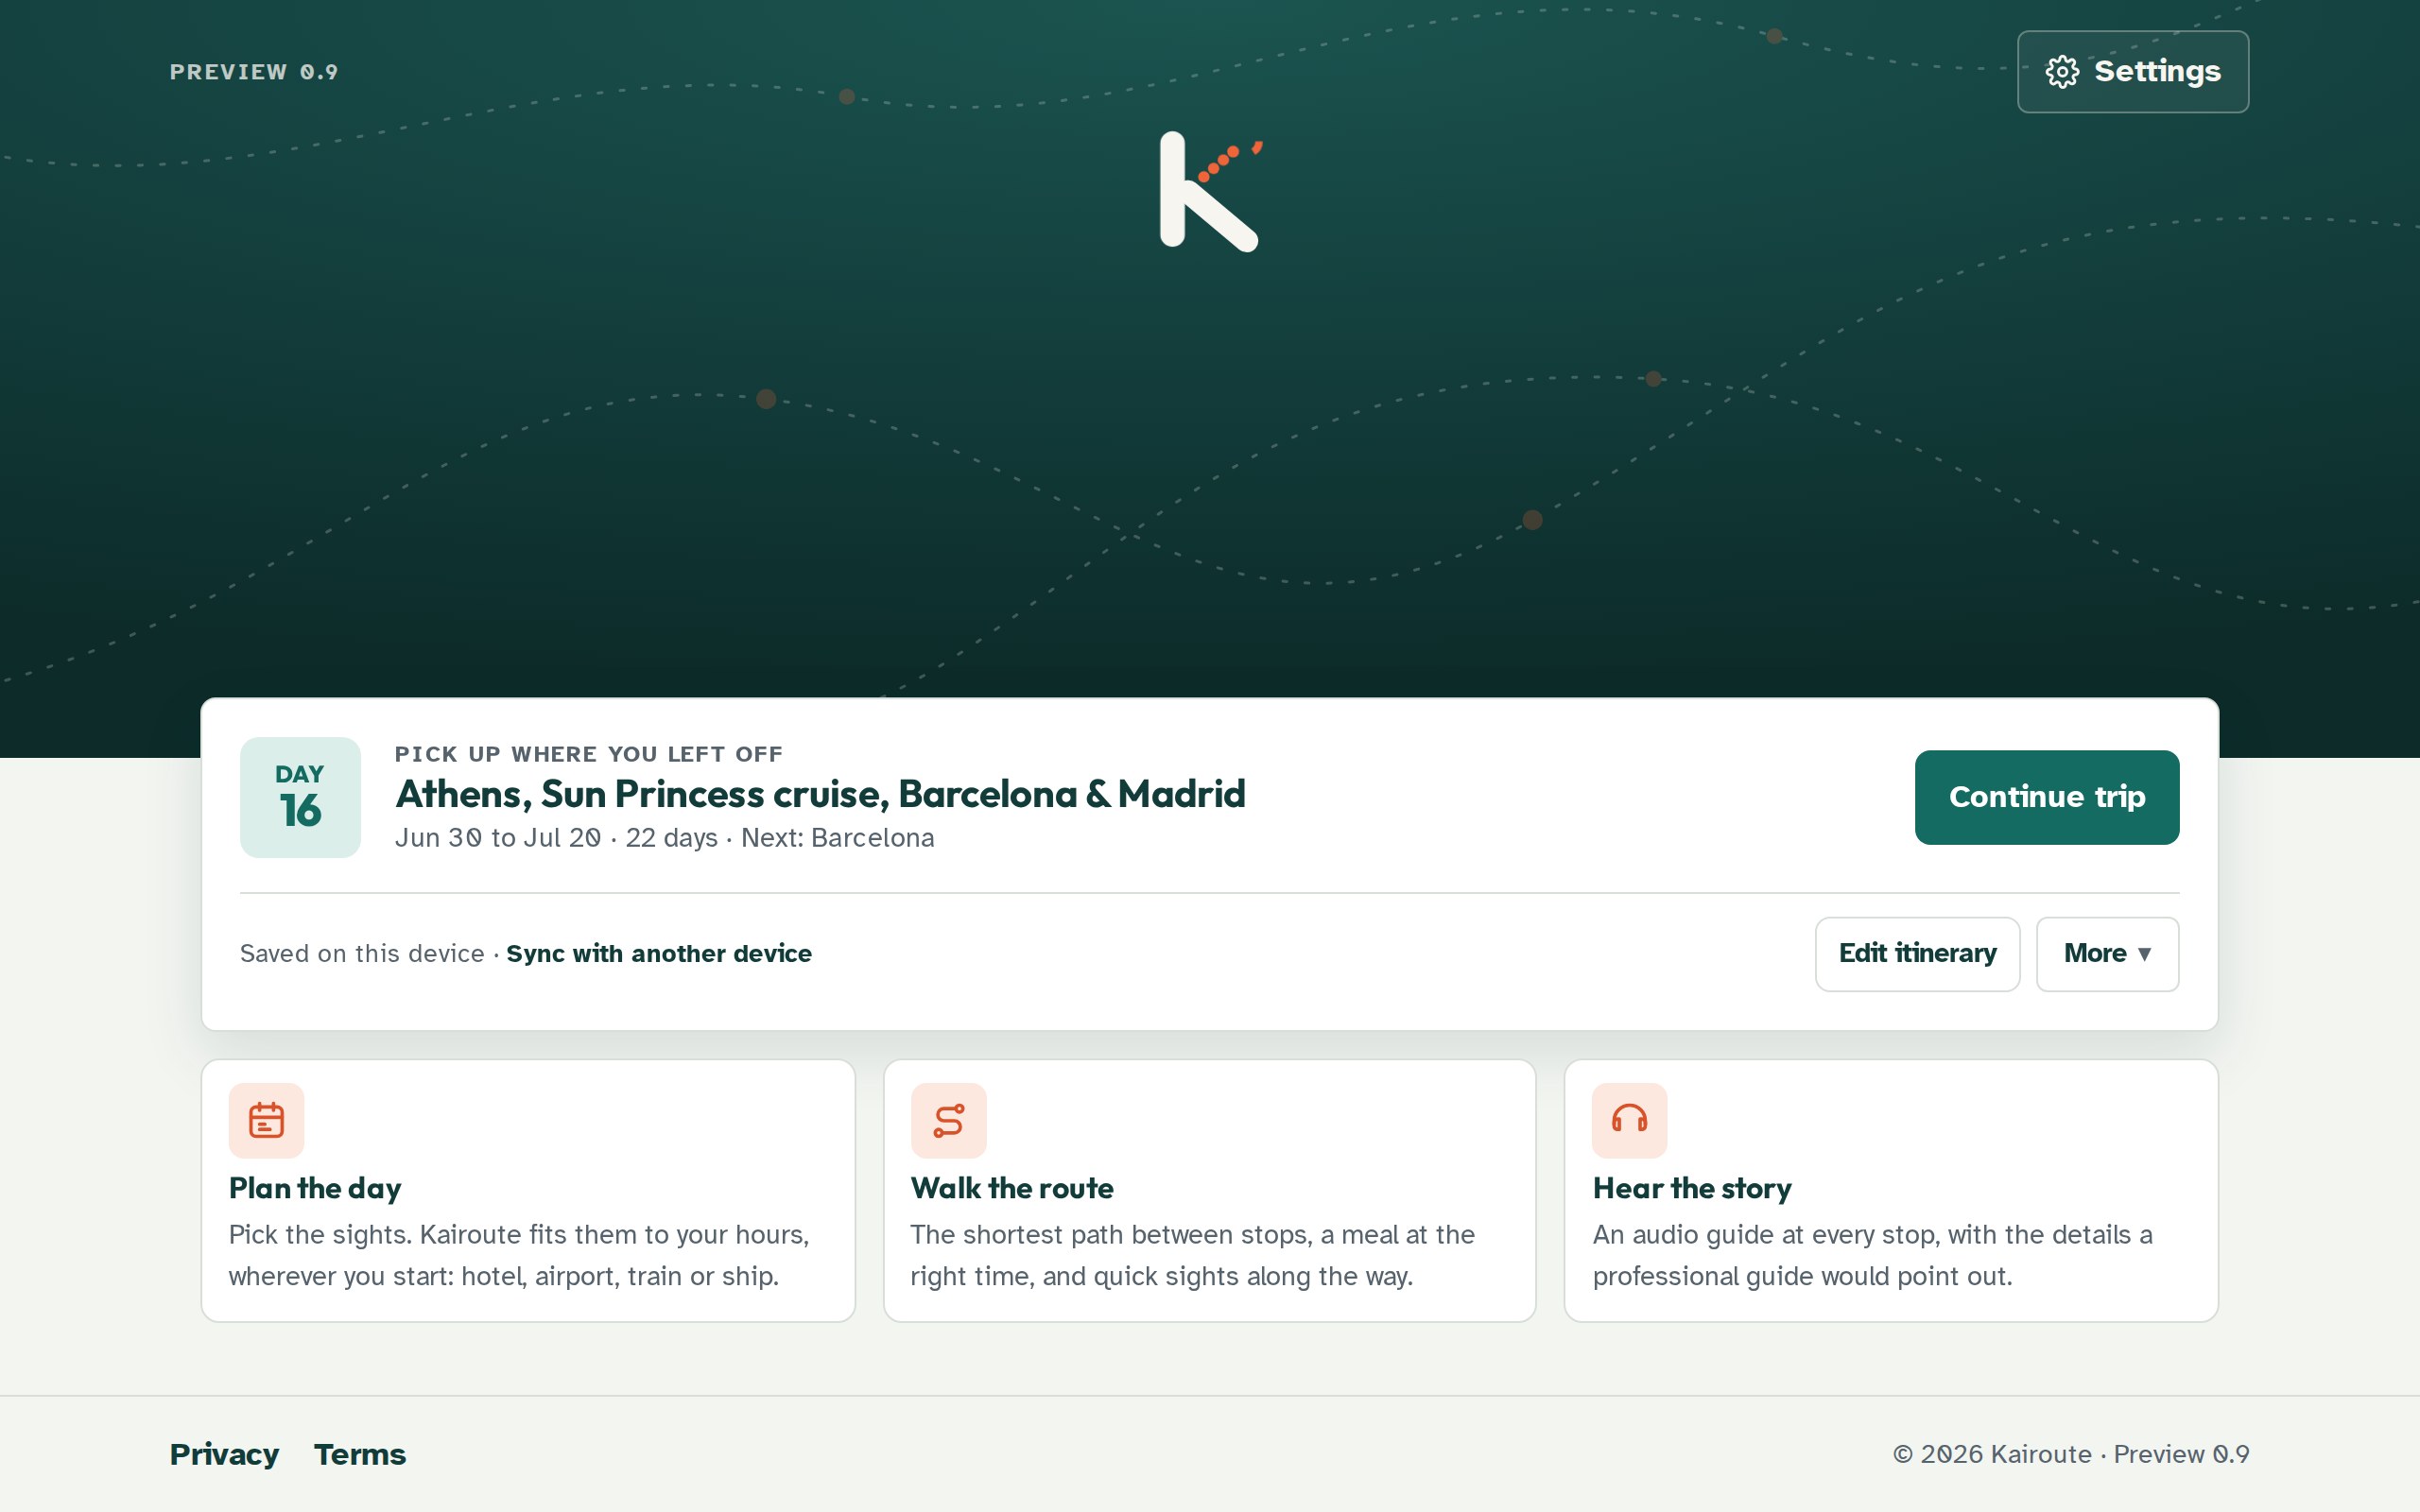 PREVIEW 0.9
Settings
K
DAY
16
PICK UP WHERE YOU LEFT OFF
Athens, Sun Princess cruise, Barcelona & Madrid
Jun 30 to Jul 20 · 22 days · Next: Barcelona
Continue trip
Saved on this device · Sync with another device
Edit itinerary
More ▼
Plan the day
Pick the sights. Kairoute fits them to your hours,
wherever you start: hotel, airport, train or ship.
Walk the route
The shortest path between stops, a meal at the
right time, and quick sights along the way.
Hear the story
An audio guide at every stop, with the details a
professional guide would point out.
Privacy
Terms
© 2026 Kairoute · Preview 0.9